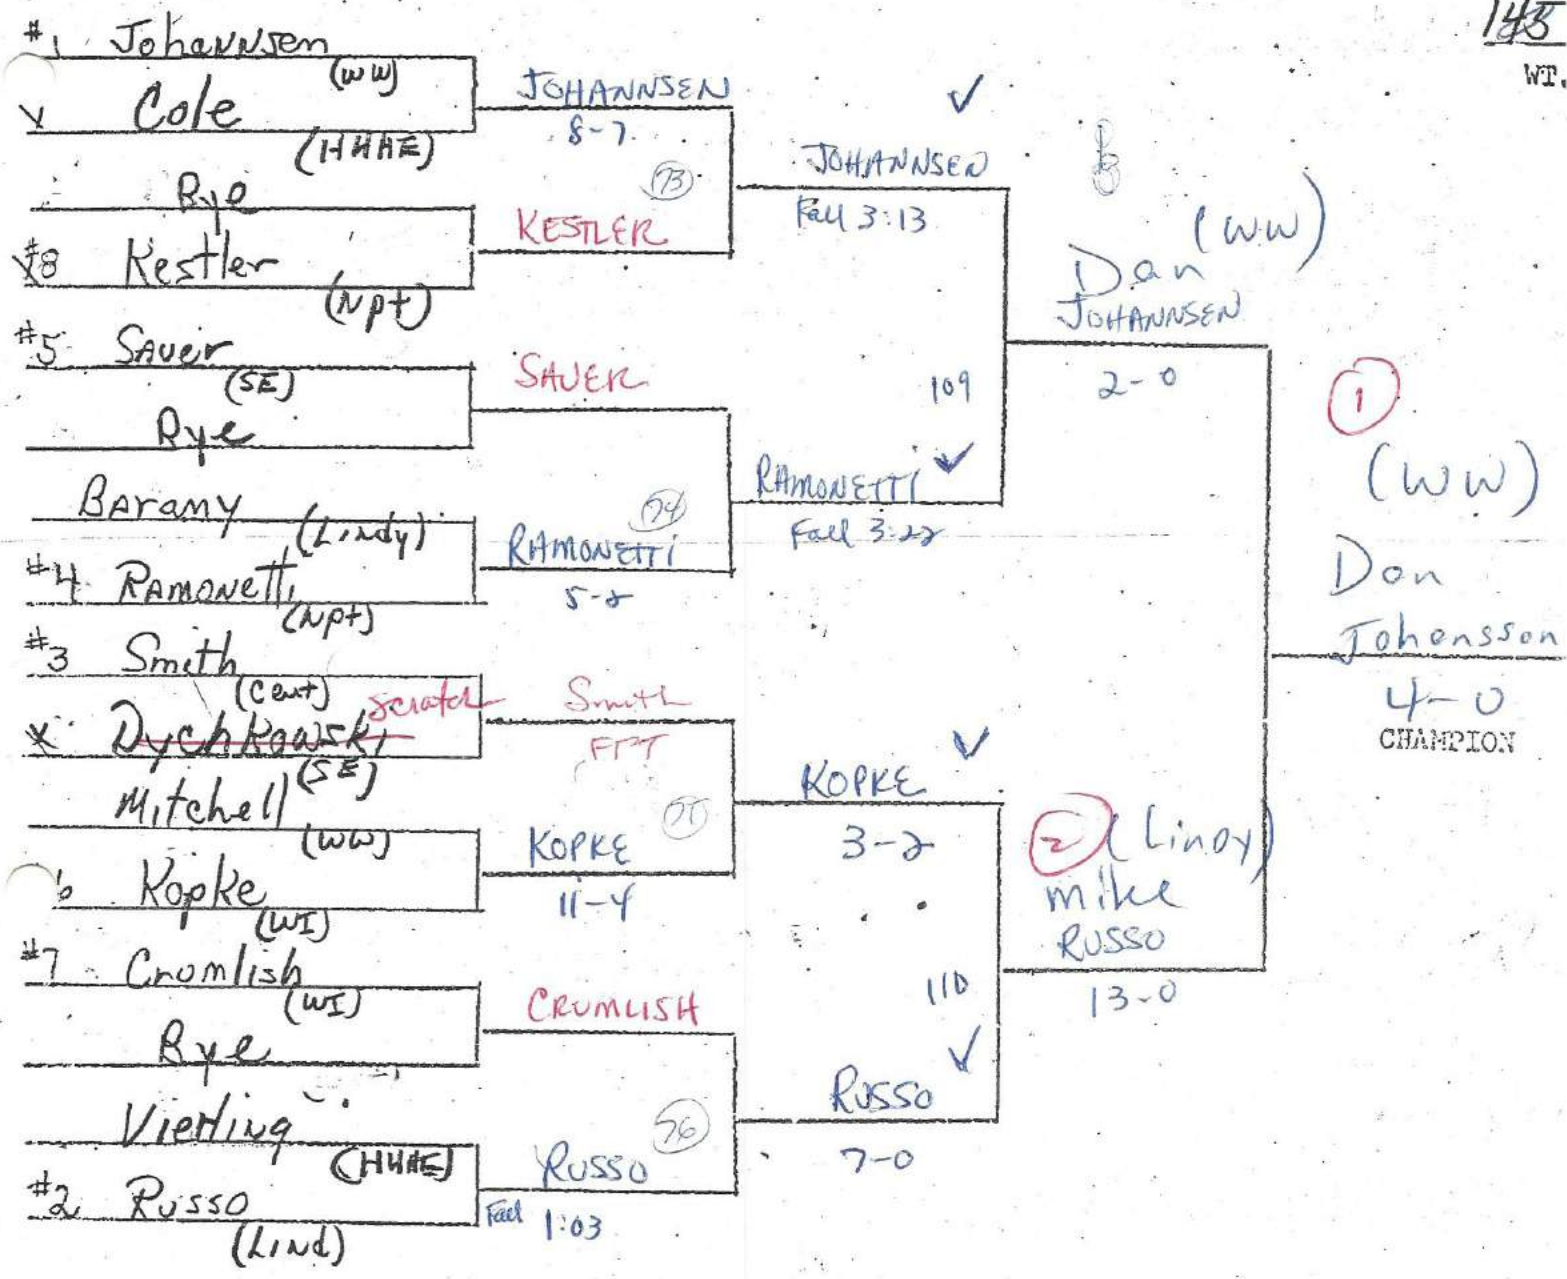 #1 Johannsen
(WW)
X Cole
(HHHE)
Bye
#8 Kestler
(Npt)
#5 Sauer
(SE)
Bye
Barany
(Lindy)
#4 Ramonetti
(Npt)
#3 Smith
(Cent)
scratch
X Dychkowski
(SE)
Mitchell
(WW)
6 Kopke
(WI)
#7 Cromlish
(WI)
Bye
Vierling
(HHHE)
#2 Russo
(Lind)
JOHANNSEN
8-7
73
KESTLER
SAUER
74
RAMONETTI
5-2
Smith
FFT
KOPKE
11-4
CRUMLISH
76
RUSSO
Fall 1:03
JOHANNSEN
Fall 3:13
109
RAMONETTI
Fall 3:22
KOPKE
3-2
110
RUSSO
7-0
(WW)
Dan
JOHANNSEN
2-0
2 (Lindy)
Mike
RUSSO
13-0
WT.
1
(WW)
Don
Johansson
4-0
CHAMPION